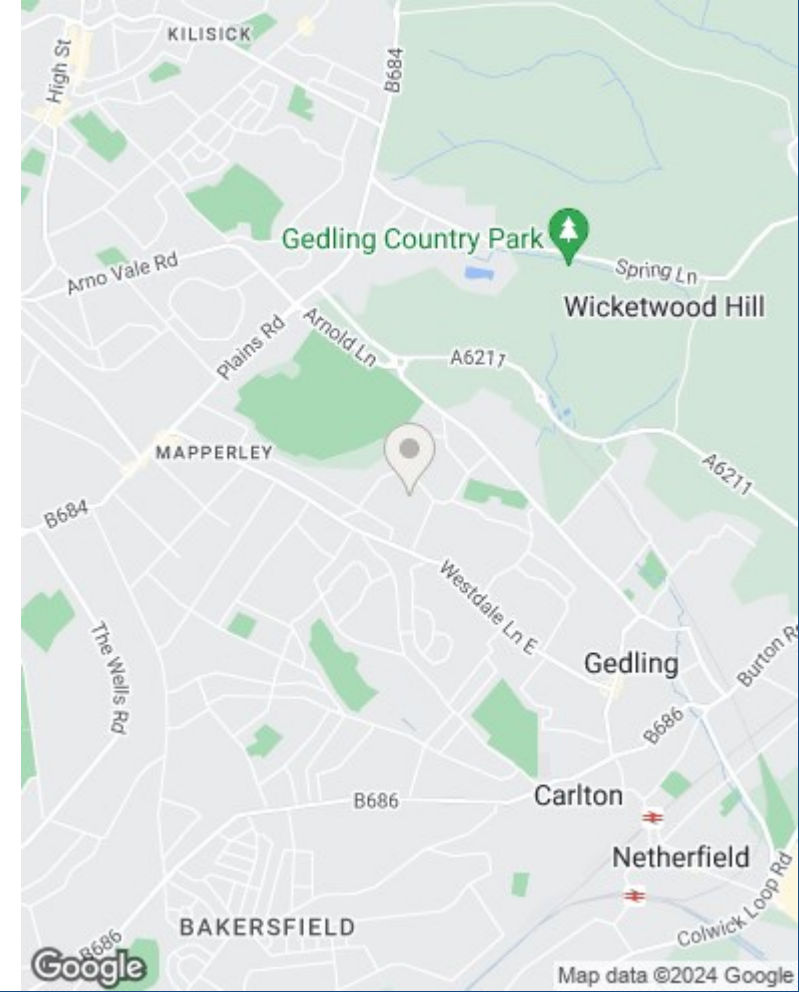 KILISICK
High St
B684
Gedling Country Park
Spring Ln
Arno Vale Rd
Wicketwood Hill
Plains Rd
Arnold Ln
A6211
MAPPERLEY
A6211
B684
Westdale Ln E
The Wells Rd
Gedling
Burton R
B686
B686
Carlton
Netherfield
Colwick Loop Rd
BAKERSFIELD
B686
Google
Map data ©2024 Google